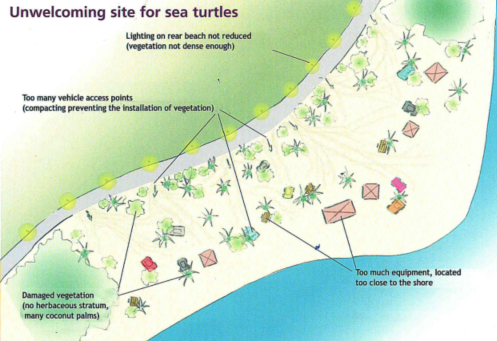 Unwelcoming site for sea turtles
Lighting on rear beach not reduced
(vegetation not dense enough)
Too many vehicle access points
(compacting preventing the installation of vegetation)
Too much equipment, located
too close to the shore
Damaged vegetation
(no herbaceous stratum,
many coconut palms)